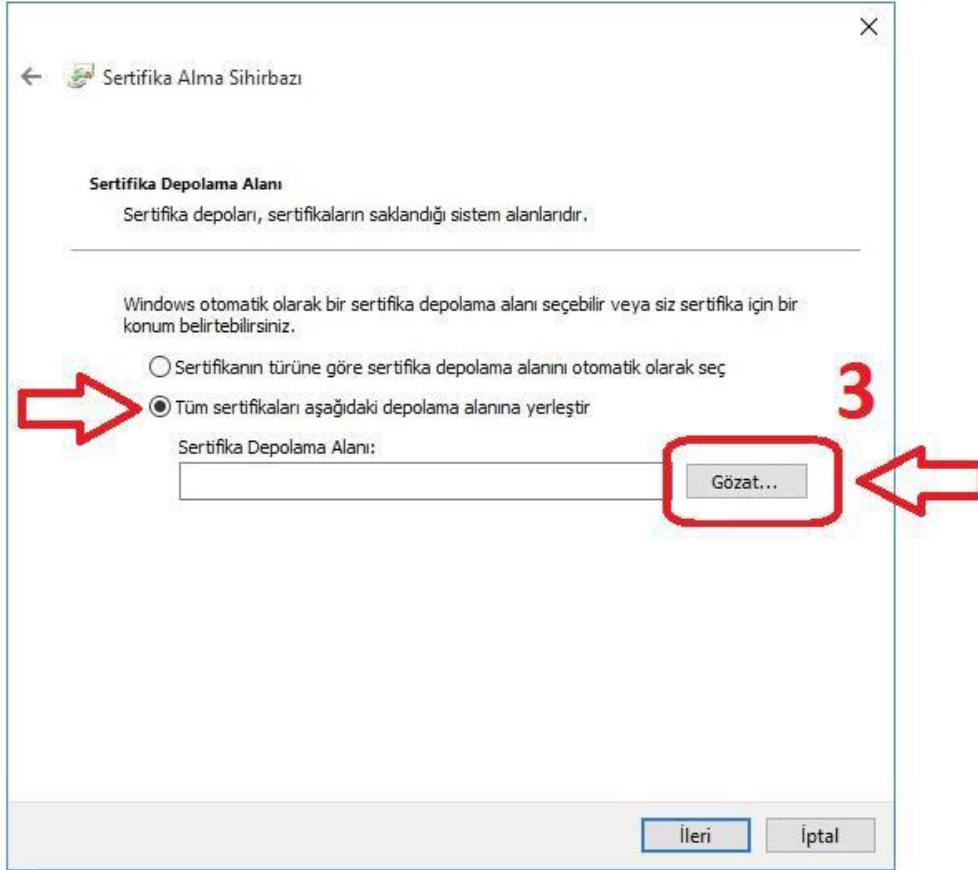 Sertifika Alma Sihirbazı
Sertifika Depolama Alanı
Sertifika depoları, sertifikaların saklandığı sistem alanlarıdır.
Windows otomatik olarak bir sertifika depolama alanı seçebilir veya siz sertifika için bir
konum belirtebilirsiniz.
Sertifikanın türüne göre sertifika depolama alanını otomatik olarak seç
Tüm sertifikaları aşağıdaki depolama alanına yerleştir
3
Sertifika Depolama Alanı:
Gözat...
İleri
İptal